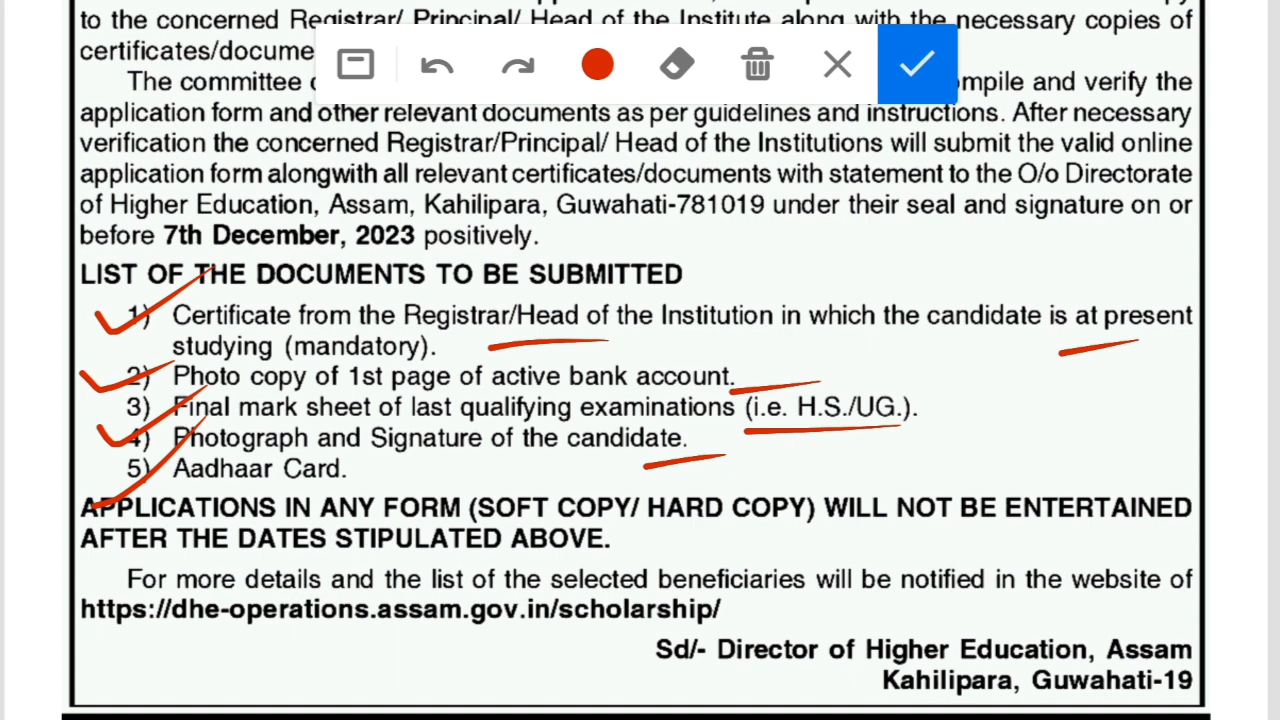 to the concerned Registrar/ Principal/ Head of the Institute along with the necessary copies of
certificates/docume
The committee mpile and verify the
application form and other relevant documents as per guidelines and instructions. After necessary
verification the concerned Registrar/Principal/ Head of the Institutions will submit the valid online
application form alongwith all relevant certificates/documents with statement to the O/o Directorate
of Higher Education, Assam, Kahilipara, Guwahati-781019 under their seal and signature on or
before 7th December, 2023 positively.
LIST OF THE DOCUMENTS TO BE SUBMITTED
1) Certificate from the Registrar/Head of the Institution in which the candidate is at present
studying (mandatory).
2) Photo copy of 1st page of active bank account.
3) Final mark sheet of last qualifying examinations (i.e. H.S./UG.).
4) Photograph and Signature of the candidate.
5) Aadhaar Card.
APPLICATIONS IN ANY FORM (SOFT COPY/ HARD COPY) WILL NOT BE ENTERTAINED
AFTER THE DATES STIPULATED ABOVE.
For more details and the list of the selected beneficiaries will be notified in the website of
https://dhe-operations.assam.gov.in/scholarship/
Sd/- Director of Higher Education, Assam
Kahilipara, Guwahati-19